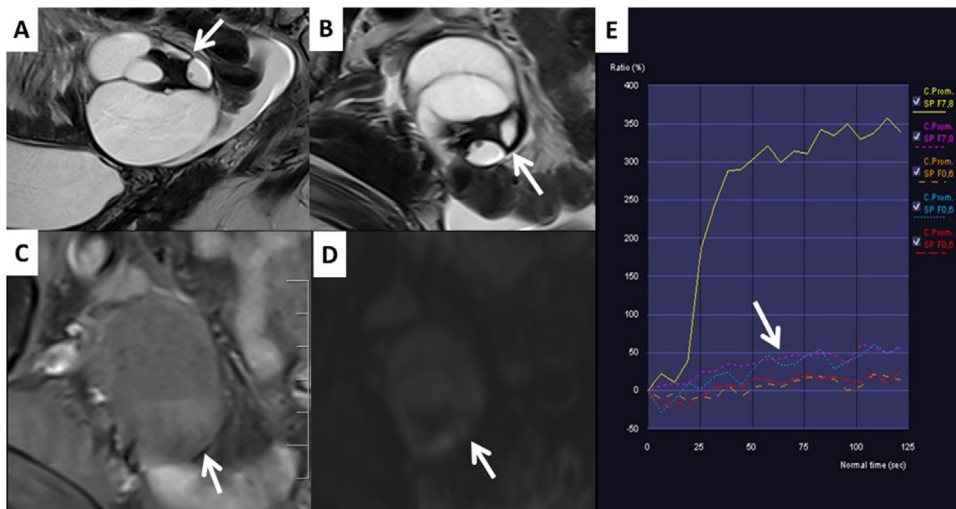 A
B
C
D
E
Ratio (%)
400
350
300
250
200
150
100
50
0
-50
0
25
50
75
100
125
Normal time (sec)
C.Prom.
SP F7,8
C.Prom.
SP F7,8
C.Prom.
SP F0,6
C.Prom.
SP F0,6
C.Prom.
SP F0,6